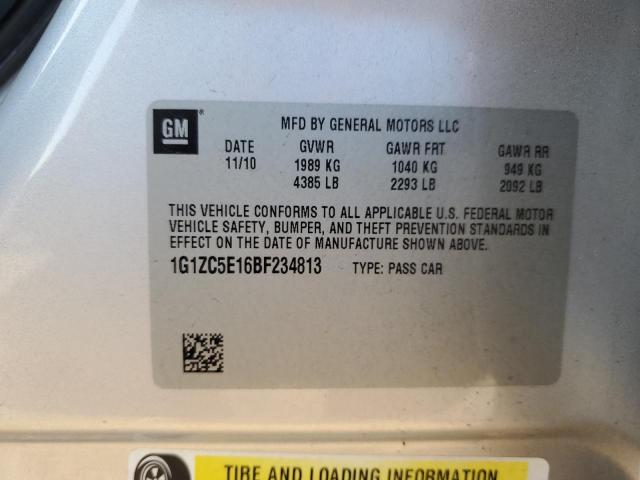 GM
MFD BY GENERAL MOTORS LLC
DATE GVWR GAWR FRT GAWR RR
11/10 1989 KG 1040 KG 949 KG
4385 LB 2293 LB 2092 LB
THIS VEHICLE CONFORMS TO ALL APPLICABLE U.S. FEDERAL MOTOR
VEHICLE SAFETY, BUMPER, AND THEFT PREVENTION STANDARDS IN
EFFECT ON THE DATE OF MANUFACTURE SHOWN ABOVE.
1G1ZC5E16BF234813 TYPE: PASS CAR
TIRE AND LOADING INFORMATION